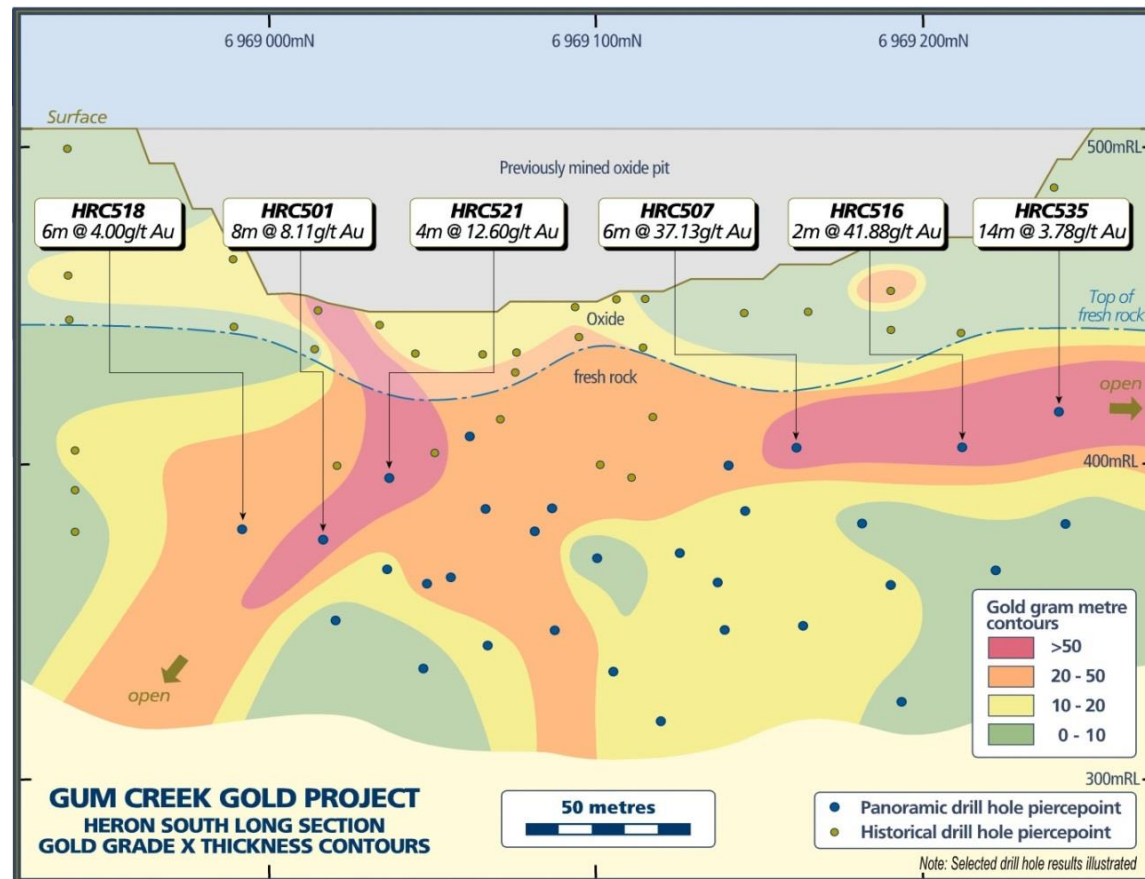 6 969 000mN
6 969 100mN
6 969 200mN
Surface
500mRL
Previously mined oxide pit
HRC518
6m @ 4.00g/t Au
HRC501
8m @ 8.11g/t Au
HRC521
4m @ 12.60g/t Au
HRC507
6m @ 37.13g/t Au
HRC516
2m @ 41.88g/t Au
HRC535
14m @ 3.78g/t Au
Oxide
Top of
fresh rock
fresh rock
open
400mRL
open
Gold gram metre
contours
>50
20 - 50
10 - 20
0 - 10
300mRL
GUM CREEK GOLD PROJECT
HERON SOUTH LONG SECTION
GOLD GRADE X THICKNESS CONTOURS
50 metres
Panoramic drill hole piercepoint
Historical drill hole piercepoint
Note: Selected drill hole results illustrated